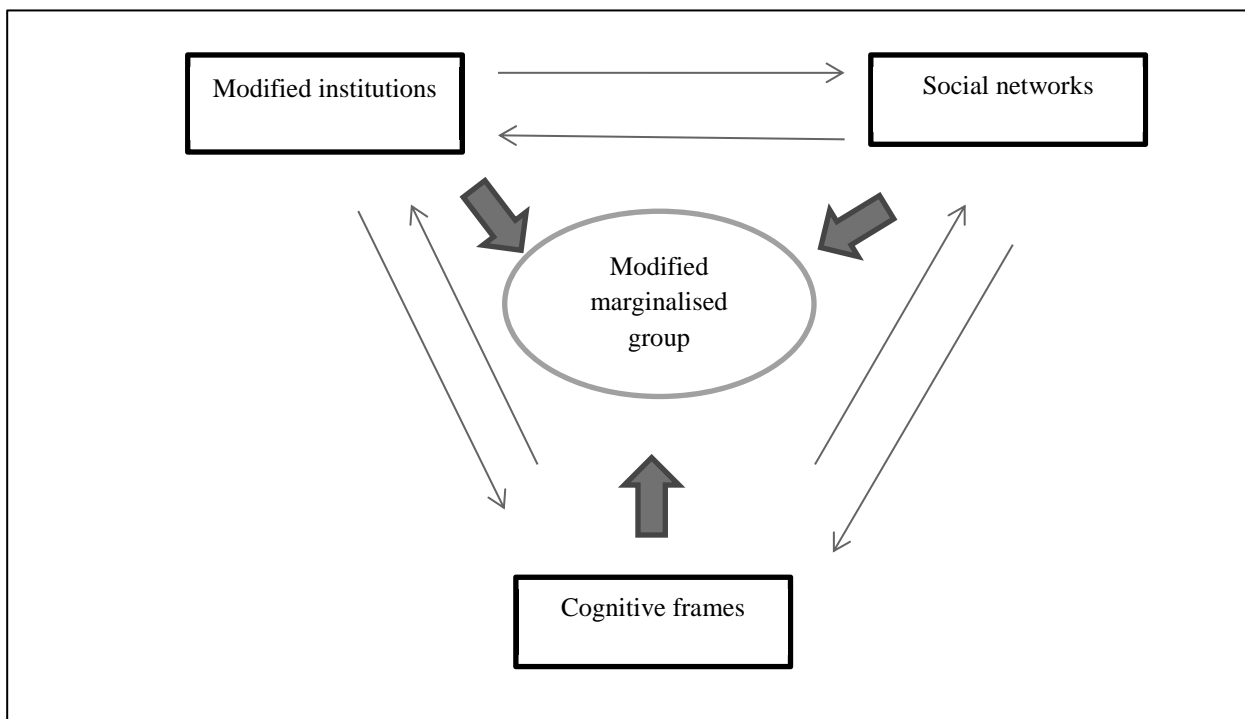 Modified institutions
Social networks
Modified
marginalised
group
Cognitive frames